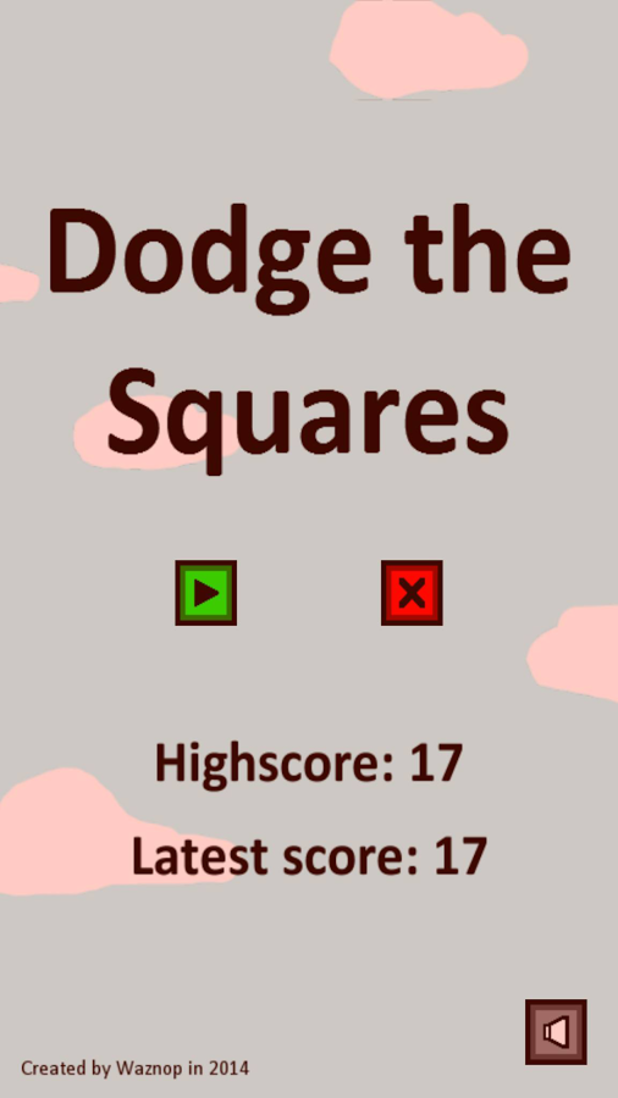 Dodge the
Squares
Highscore: 17
Latest score: 17
Created by Waznop in 2014